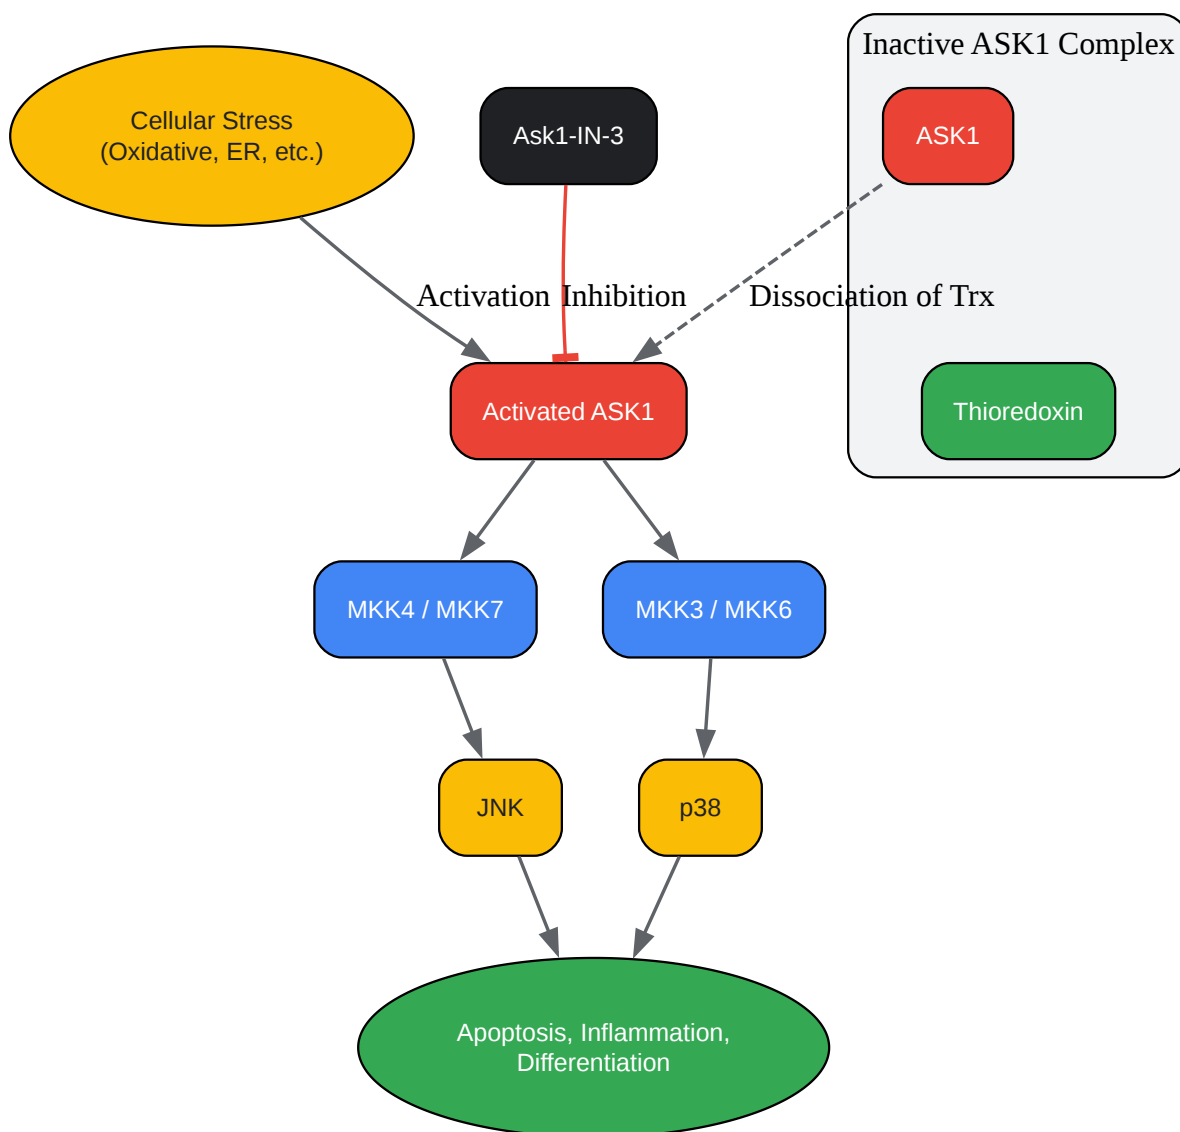 Inactive ASK1 Complex
Cellular Stress
(Oxidative, ER, etc.)
Ask1-IN-3
ASK1
Activation
Inhibition
Dissociation of Trx
Activated ASK1
Thioredoxin
MKK4 / MKK7
MKK3 / MKK6
JNK
p38
Apoptosis, Inflammation,
Differentiation